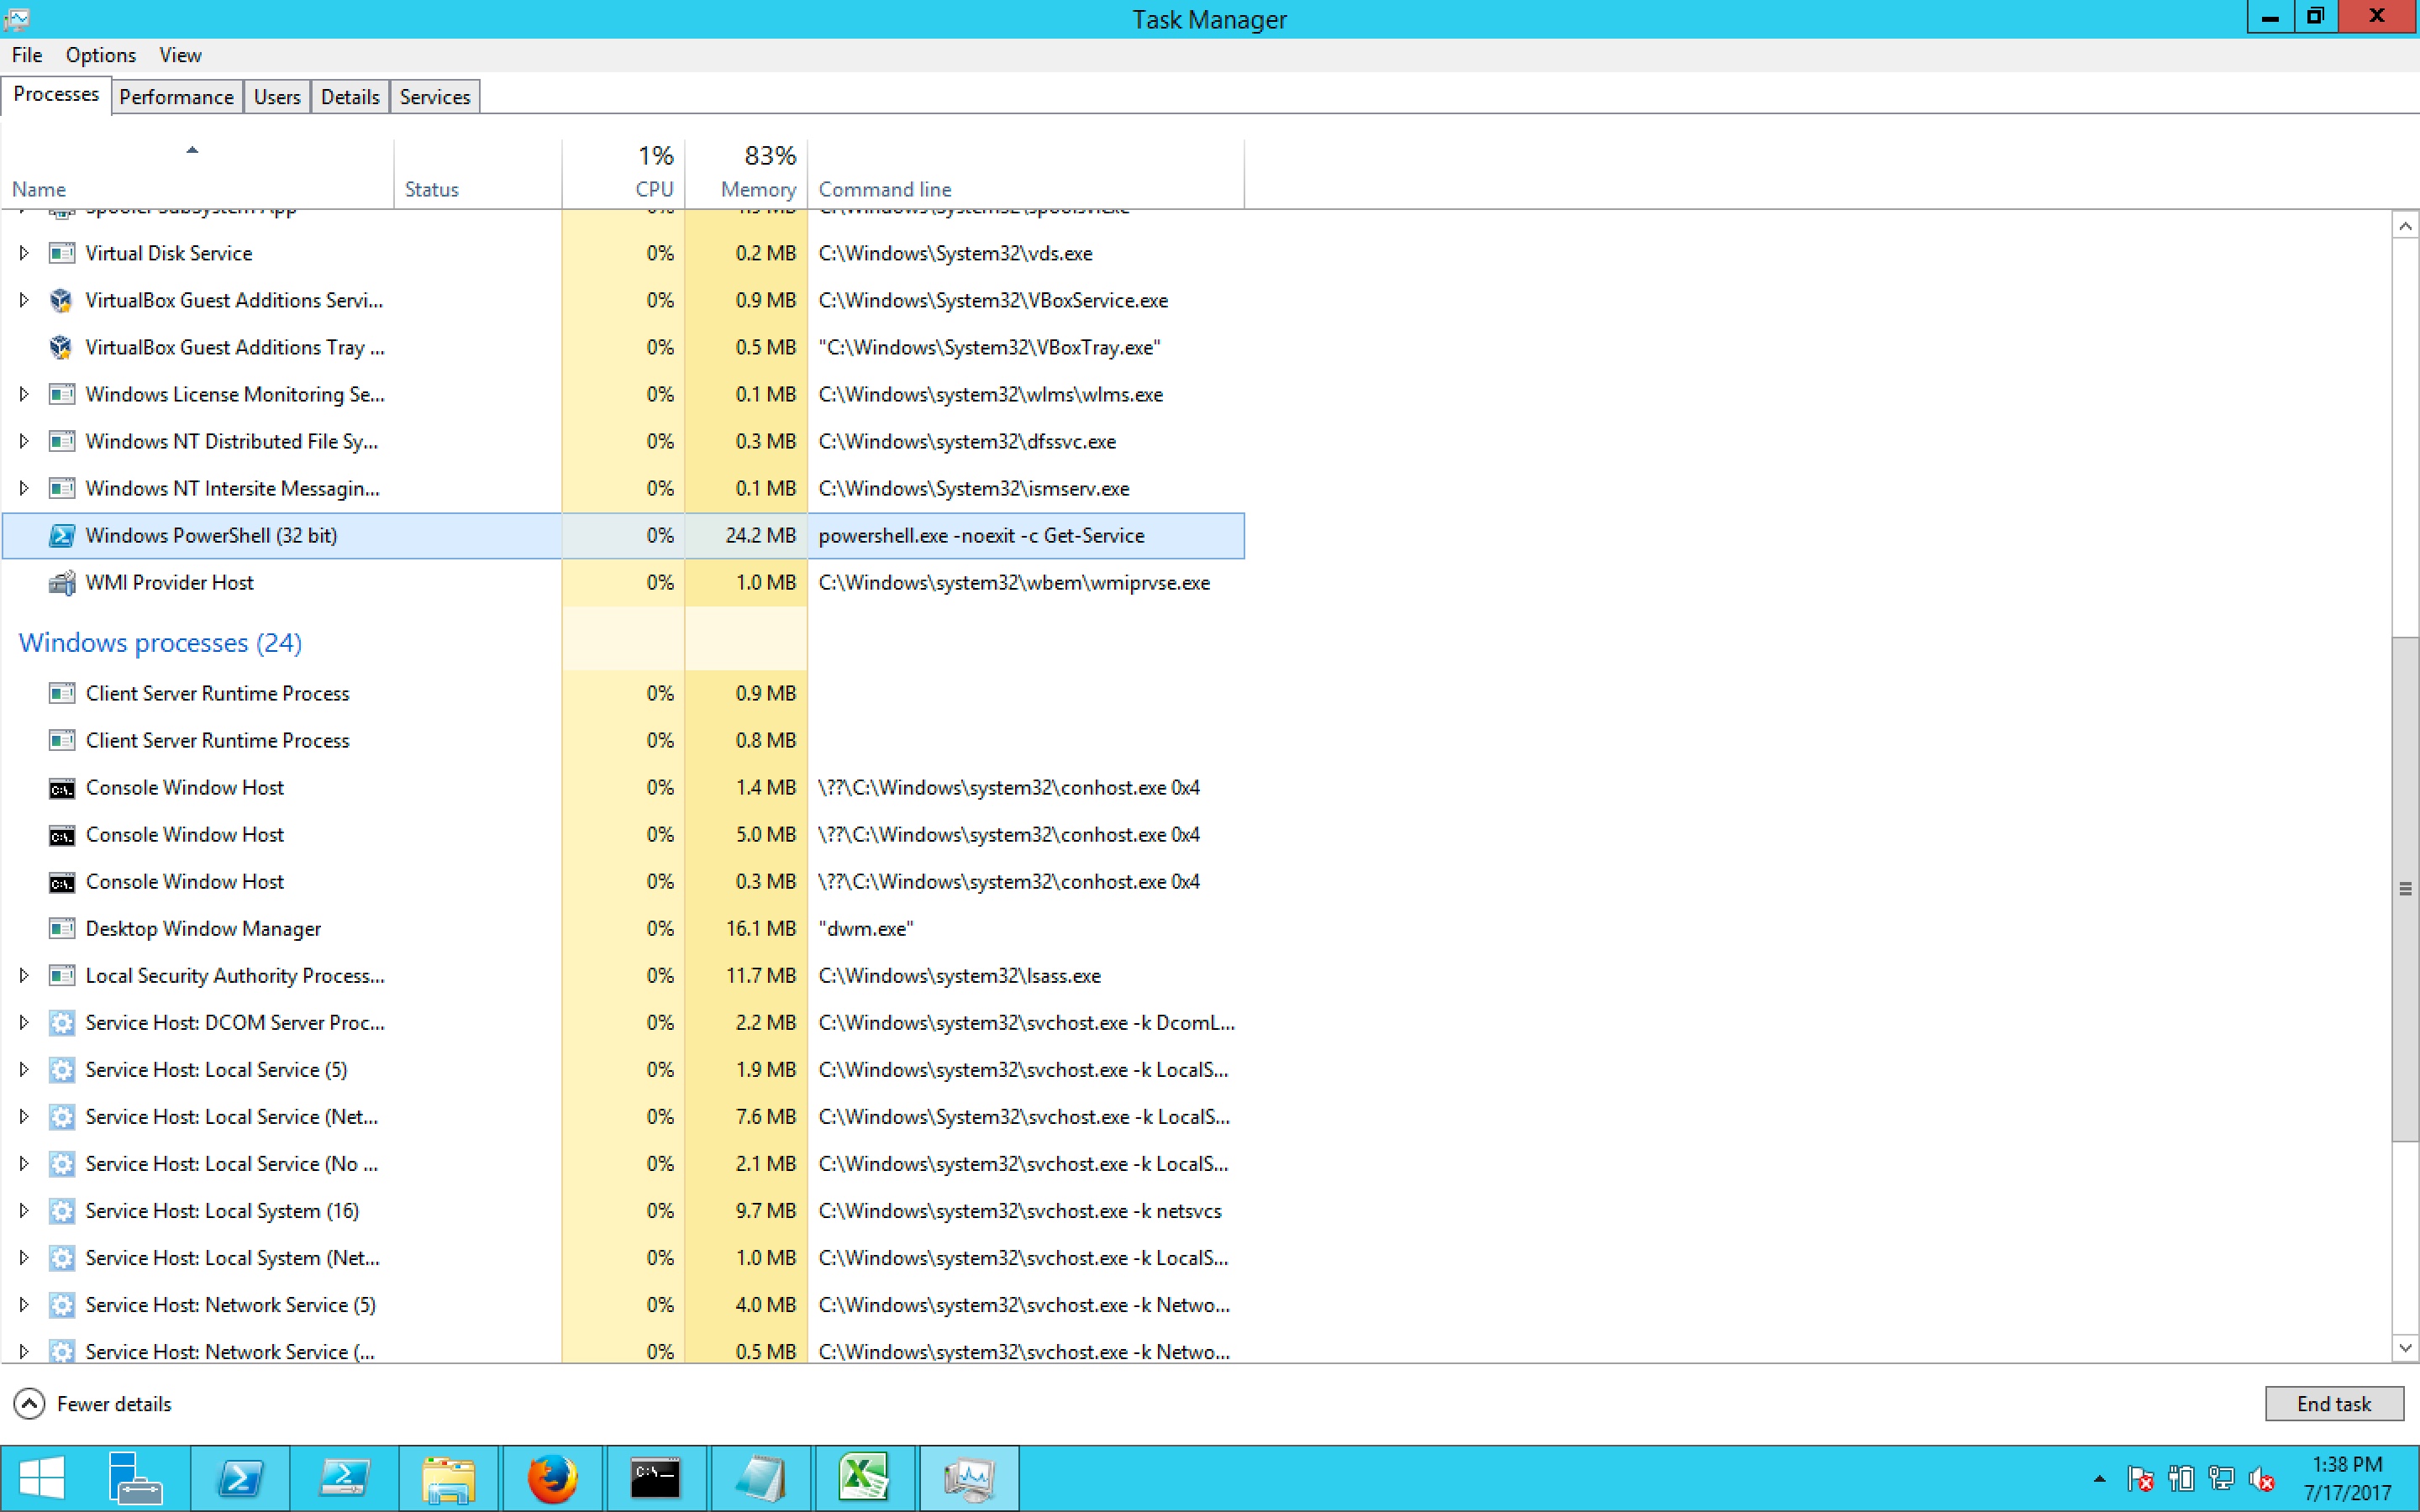 Task Manager
File Options View
Processes Performance Users Details Services
1% 83%
Name Status CPU Memory Command line
Spooler SubSystem App 0% 1.9 MB C:\Windows\System32\spoolsv.exe
Virtual Disk Service 0% 0.2 MB C:\Windows\System32\vds.exe
VirtualBox Guest Additions Servi... 0% 0.9 MB C:\Windows\System32\VBoxService.exe
VirtualBox Guest Additions Tray ... 0% 0.5 MB "C:\Windows\System32\VBoxTray.exe"
Windows License Monitoring Se... 0% 0.1 MB C:\Windows\system32\wlms\wlms.exe
Windows NT Distributed File Sy... 0% 0.3 MB C:\Windows\system32\dfssvc.exe
Windows NT Intersite Messagin... 0% 0.1 MB C:\Windows\System32\ismserv.exe
Windows PowerShell (32 bit) 0% 24.2 MB powershell.exe -noexit -c Get-Service
WMI Provider Host 0% 1.0 MB C:\Windows\system32\wbem\wmiprvse.exe
Windows processes (24)
Client Server Runtime Process 0% 0.9 MB
Client Server Runtime Process 0% 0.8 MB
Console Window Host 0% 1.4 MB \??\C:\Windows\system32\conhost.exe 0x4
Console Window Host 0% 5.0 MB \??\C:\Windows\system32\conhost.exe 0x4
Console Window Host 0% 0.3 MB \??\C:\Windows\system32\conhost.exe 0x4
Desktop Window Manager 0% 16.1 MB "dwm.exe"
Local Security Authority Process... 0% 11.7 MB C:\Windows\system32\lsass.exe
Service Host: DCOM Server Proc... 0% 2.2 MB C:\Windows\system32\svchost.exe -k DcomL...
Service Host: Local Service (5) 0% 1.9 MB C:\Windows\system32\svchost.exe -k LocalS...
Service Host: Local Service (Net... 0% 7.6 MB C:\Windows\System32\svchost.exe -k LocalS...
Service Host: Local Service (No ... 0% 2.1 MB C:\Windows\system32\svchost.exe -k LocalS...
Service Host: Local System (16) 0% 9.7 MB C:\Windows\system32\svchost.exe -k netsvcs
Service Host: Local System (Net... 0% 1.0 MB C:\Windows\system32\svchost.exe -k LocalS...
Service Host: Network Service (5) 0% 4.0 MB C:\Windows\system32\svchost.exe -k Netwo...
Service Host: Network Service (... 0% 0.5 MB C:\Windows\system32\svchost.exe -k Netwo...
Fewer details End task
1:38 PM
7/17/2017